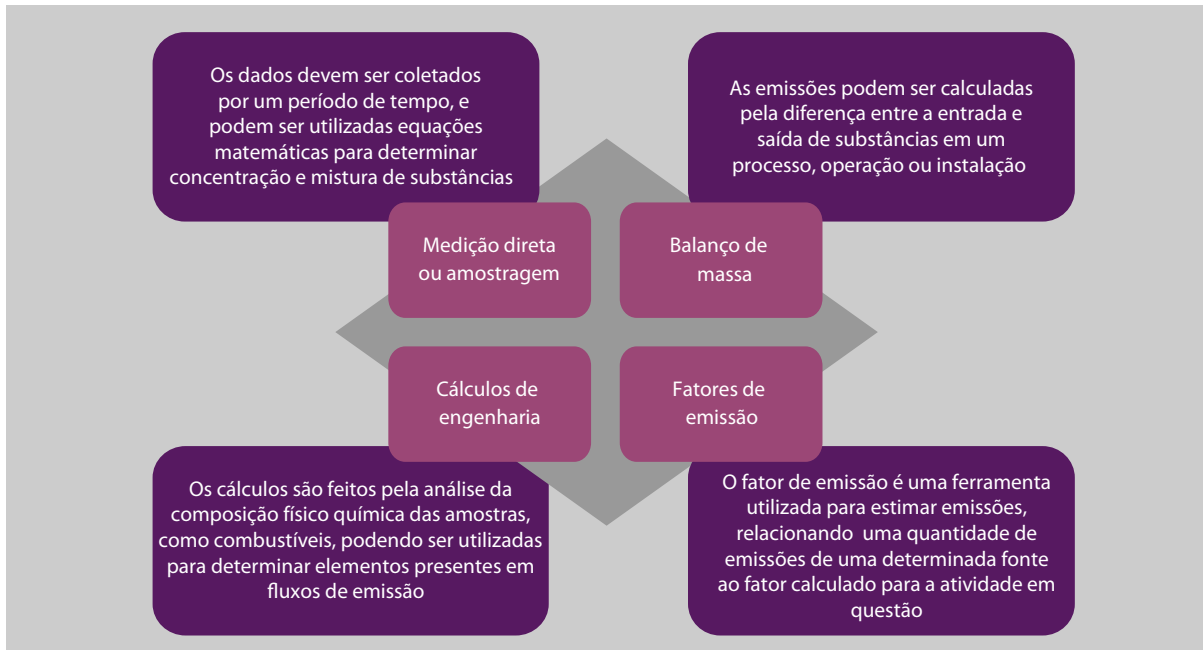 Os dados devem ser coletados
por um período de tempo, e
podem ser utilizadas equações
matemáticas para determinar
concentração e mistura de substâncias
As emissões podem ser calculadas
pela diferença entre a entrada e
saída de substâncias em um
processo, operação ou instalação
Medição direta
ou amostragem
Balanço de
massa
Cálculos de
engenharia
Fatores de
emissão
Os cálculos são feitos pela análise da
composição físico química das amostras,
como combustíveis, podendo ser utilizadas
para determinar elementos presentes em
fluxos de emissão
O fator de emissão é uma ferramenta
utilizada para estimar emissões,
relacionando uma quantidade de
emissões de uma determinada fonte
ao fator calculado para a atividade em
questão